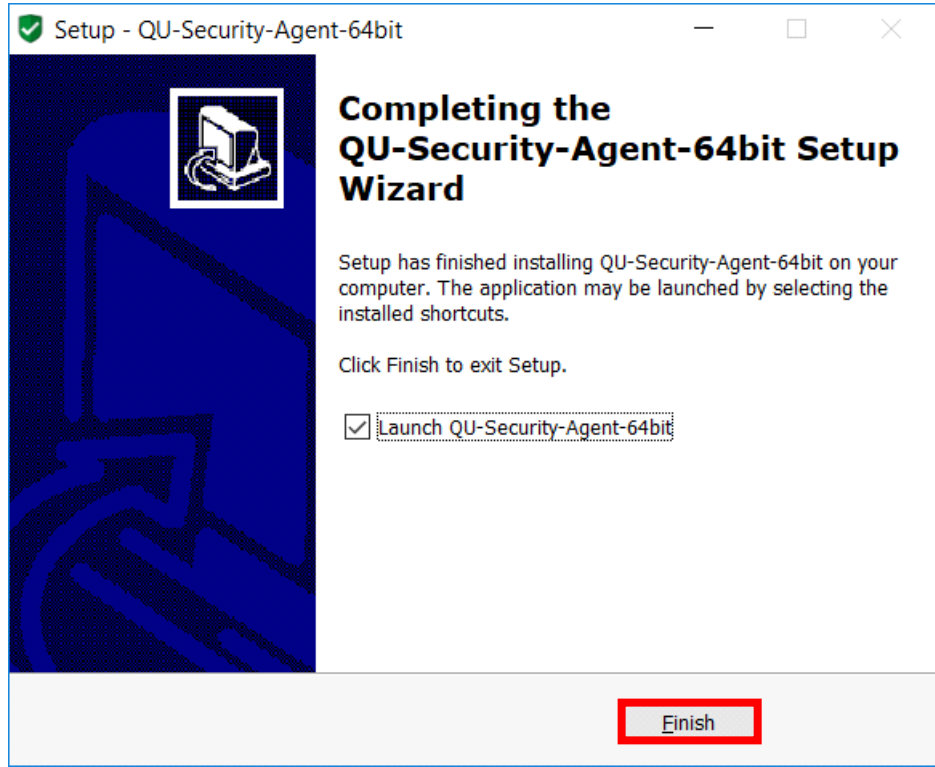 Setup - QU-Security-Agent-64bit
Completing the
QU-Security-Agent-64bit Setup
Wizard
Setup has finished installing QU-Security-Agent-64bit on your
computer. The application may be launched by selecting the
installed shortcuts.
Click Finish to exit Setup.
Launch QU-Security-Agent-64bit
Finish